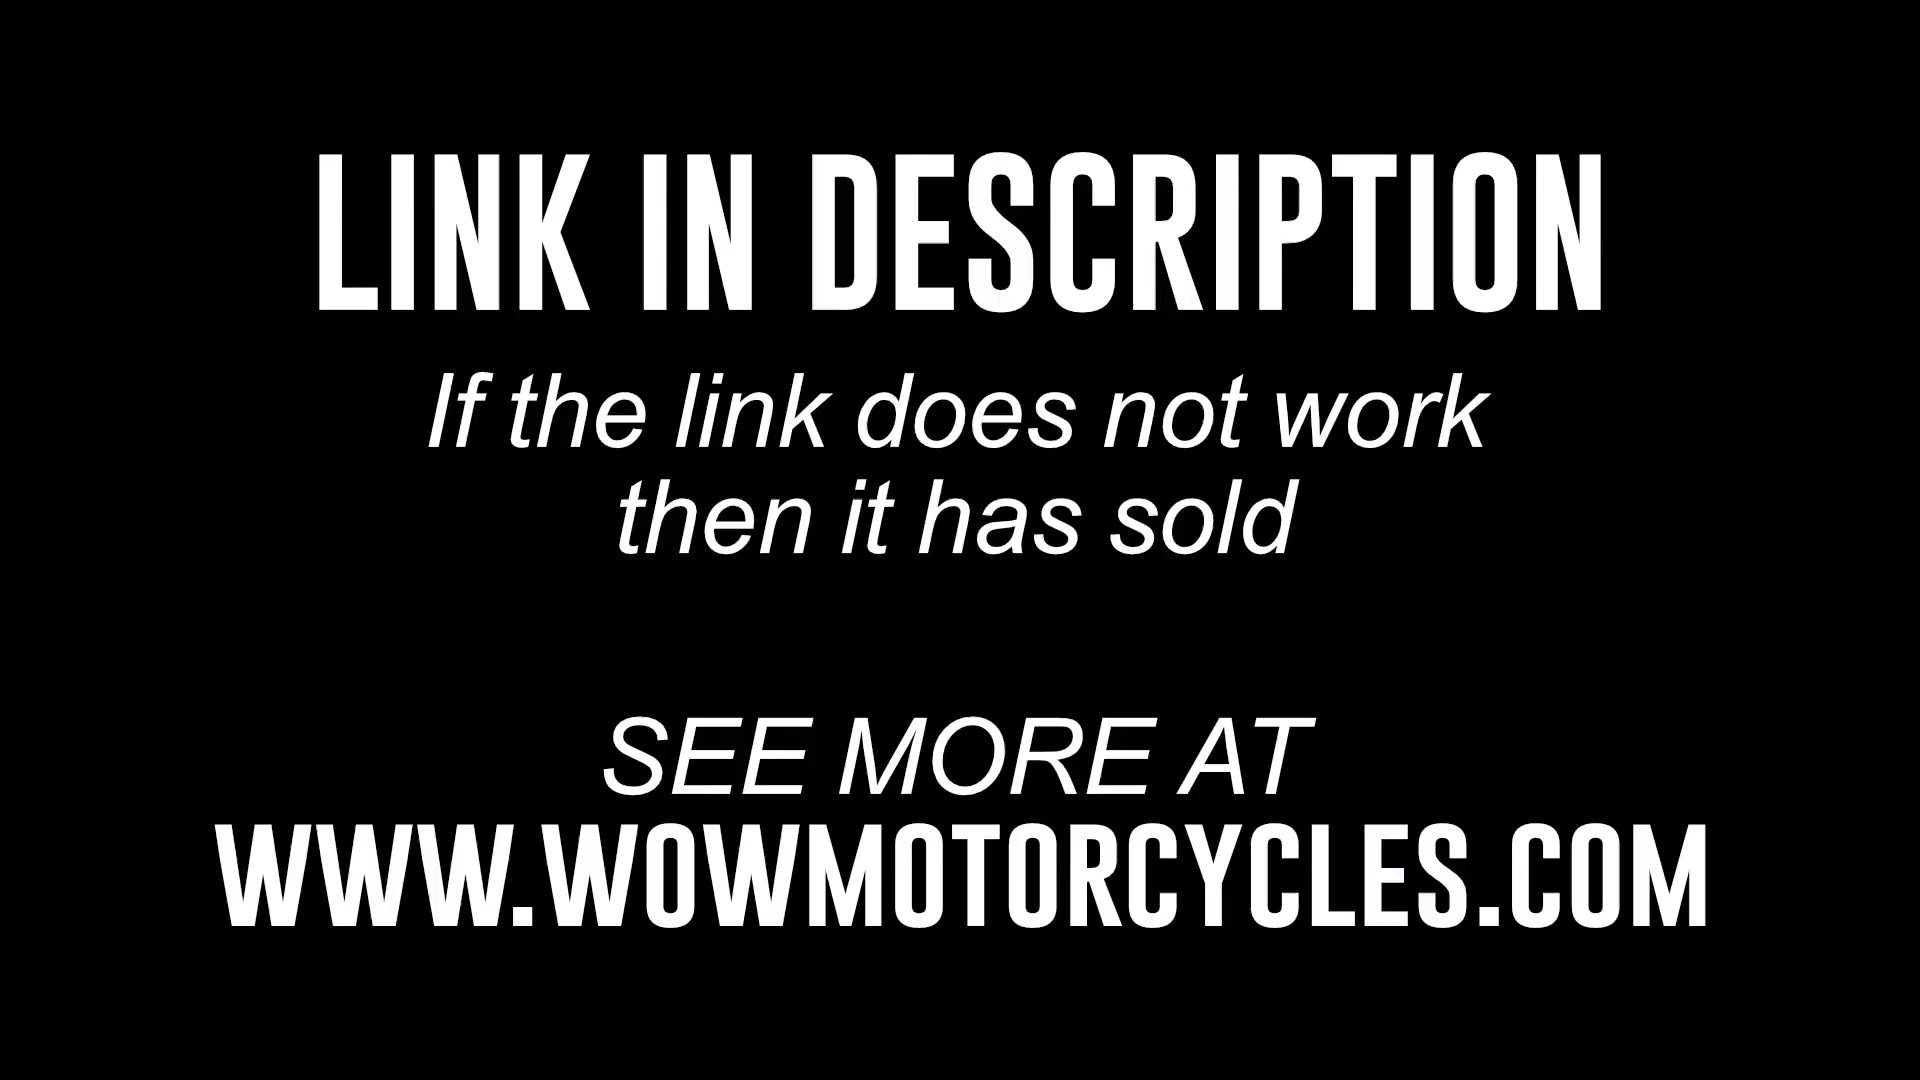 LINK IN DESCRIPTION
If the link does not work
then it has sold
SEE MORE AT
WWW.WOWMOTORCYCLES.COM